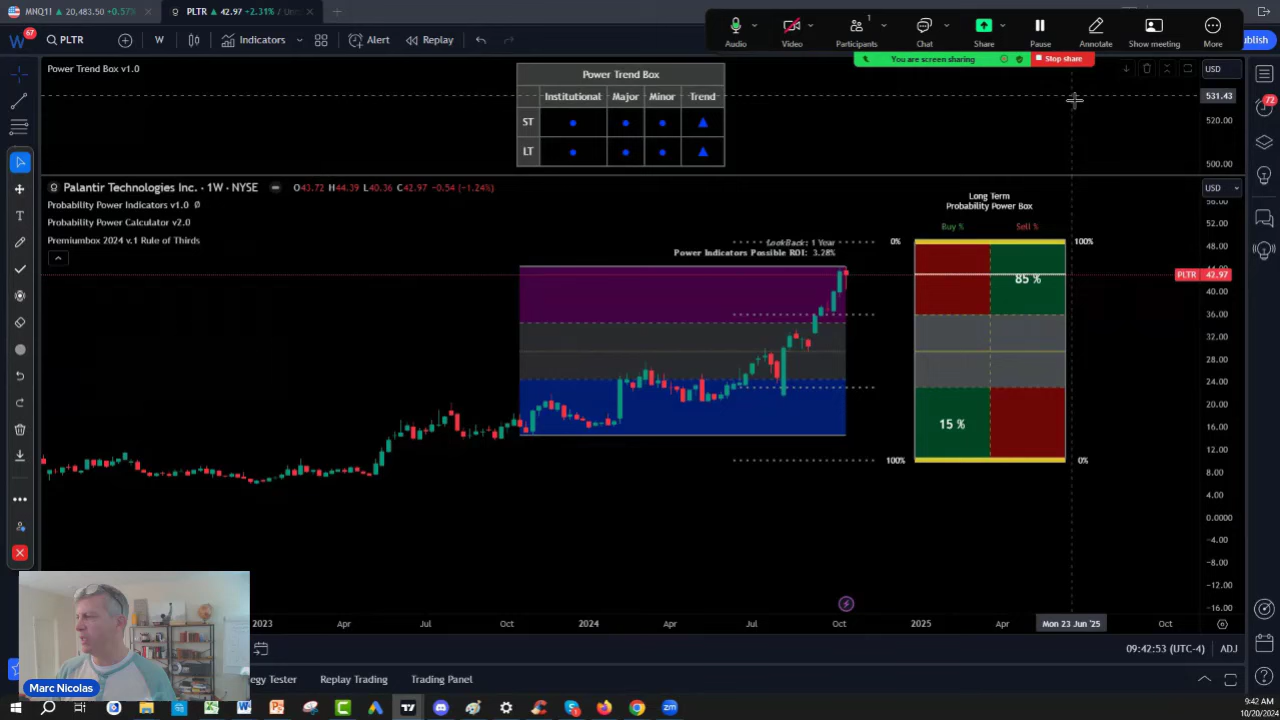 MNQ1! ▲ 20,483.50 +0.57%
PLTR ▲ 42.97 +2.31% /
67
PLTR
W
Indicators
Alert
Replay
Audio
Video
1
Participants
Chat
Share
Pause
Annotate
Show meeting
More
You are screen sharing
Stop share
Power Trend Box v1.0
Power Trend Box
Institutional Major Minor Trend
ST
LT
USD
531.43
520.00
500.00
72
Palantir Technologies Inc. · 1W · NYSE
O43.72 H44.39 L40.36 C42.97 −0.54 (−1.24%)
Probability Power Indicators v1.0 Ø
Probability Power Calculator v2.0
Premiumbox 2024 v.1 Rule of Thirds
LookBack: 1 Year
Power Indicators Possible ROI: 3.28%
Long Term
Probability Power Box
Buy % Sell %
0% 100%
85 %
15 %
100% 0%
USD
56.00
52.00
48.00
44.00
PLTR 42.97
40.00
36.00
32.00
28.00
24.00
20.00
16.00
12.00
8.00
4.00
0.0000
−4.00
−8.00
−12.00
−16.00
2023 Apr Jul Oct 2024 Apr Jul Oct 2025 Apr Mon 23 Jun '25 Oct
09:42:53 (UTC-4) ADJ
Tester Replay Trading Trading Panel
Marc Nicolas
9:42 AM
10/20/2024